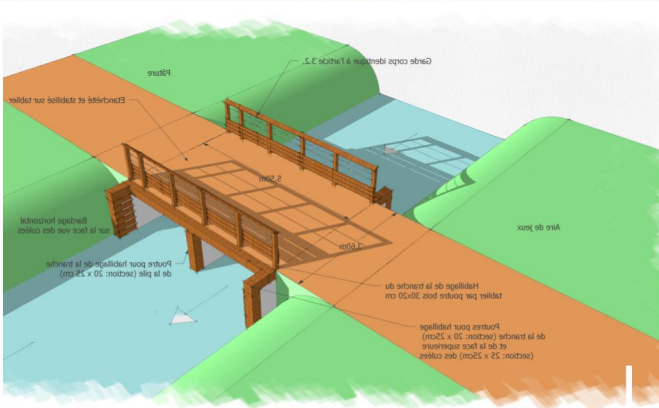 Garde corps identique à l'article 3.2.
Pâture
Etanchéité et stabilisé sur tablier
5,50m
Aire de jeux
Bardage horizontal
sur la face vue des culées
3,60m
Poutre pour habillage de la tranche
de la pile (section: 20 x 25 cm)
Habillage de la tranche du
tablier par poutre bois 30x20 cm
Poutres pour habillage
de la tranche (section: 20 x 25cm)
et de la face superieure
(section: 25 x 25cm) des culées